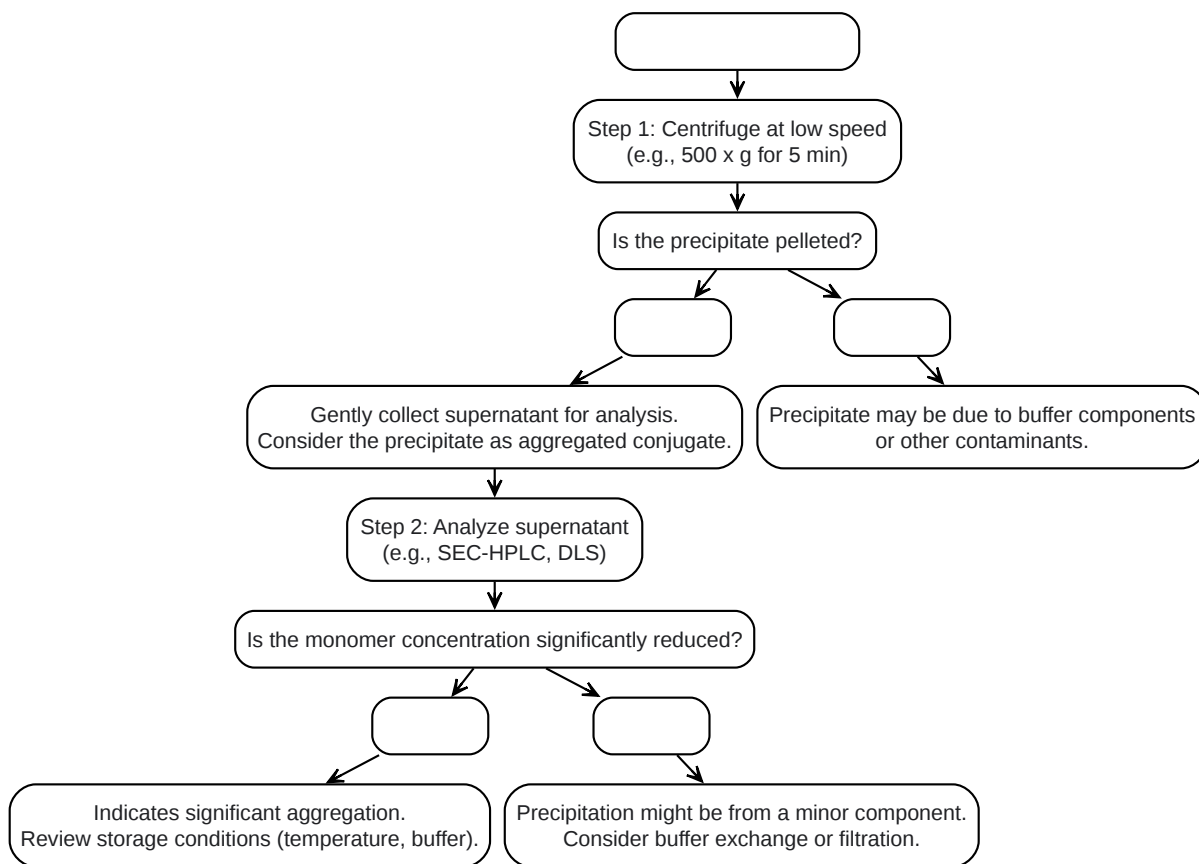 Step 1: Centrifuge at low speed
(e.g., 500 x g for 5 min)
Is the precipitate pelleted?
Gently collect supernatant for analysis.
Consider the precipitate as aggregated conjugate.
Precipitate may be due to buffer components
or other contaminants.
Step 2: Analyze supernatant
(e.g., SEC-HPLC, DLS)
Is the monomer concentration significantly reduced?
Indicates significant aggregation.
Review storage conditions (temperature, buffer).
Precipitation might be from a minor component.
Consider buffer exchange or filtration.